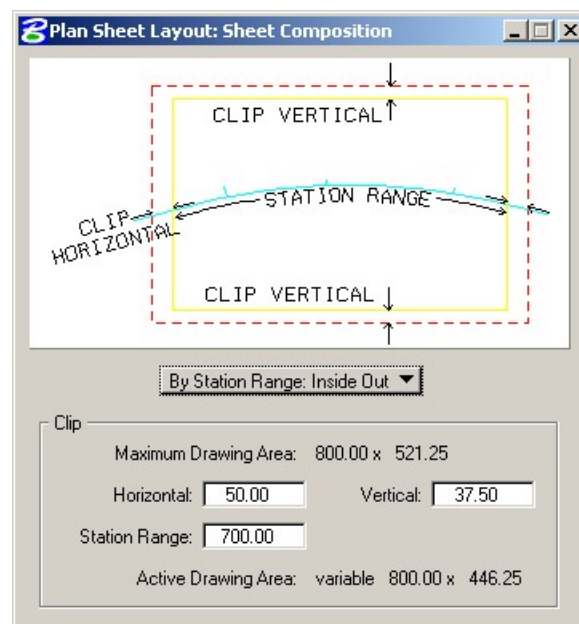 Plan Sheet Layout: Sheet Composition
CLIP VERTICAL
STATION RANGE
CLIP
HORIZONTAL
CLIP VERTICAL
By Station Range: Inside Out
Clip
Maximum Drawing Area: 800.00 x 521.25
Horizontal: 50.00 Vertical: 37.50
Station Range: 700.00
Active Drawing Area: variable 800.00 x 446.25